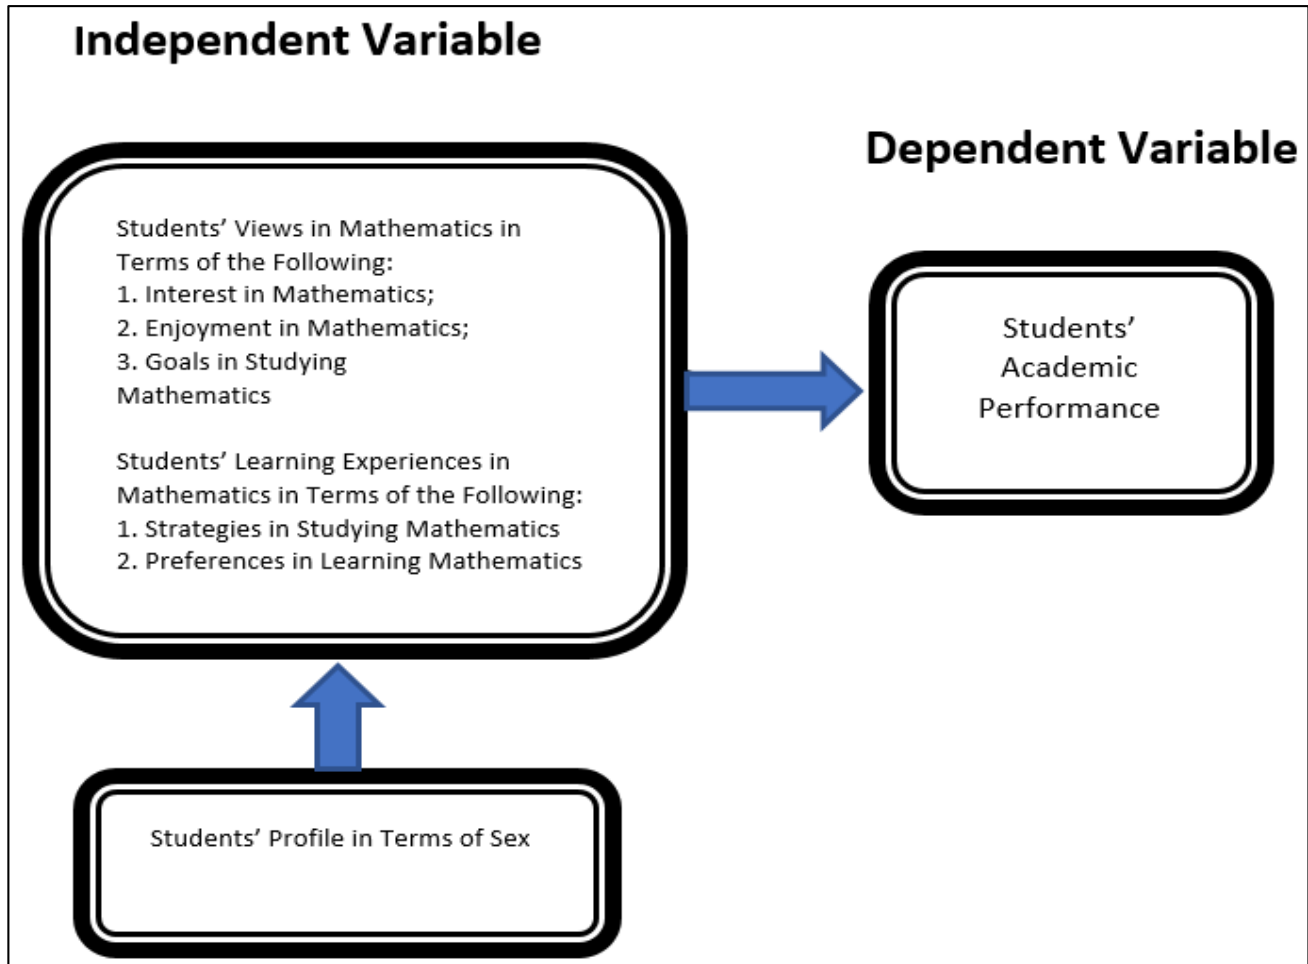 Independent Variable
Dependent Variable
Students’ Views in Mathematics in
Terms of the Following:
1. Interest in Mathematics;
2. Enjoyment in Mathematics;
3. Goals in Studying
Mathematics
Students’ Learning Experiences in
Mathematics in Terms of the Following:
1. Strategies in Studying Mathematics
2. Preferences in Learning Mathematics
Students’
Academic
Performance
Students’ Profile in Terms of Sex